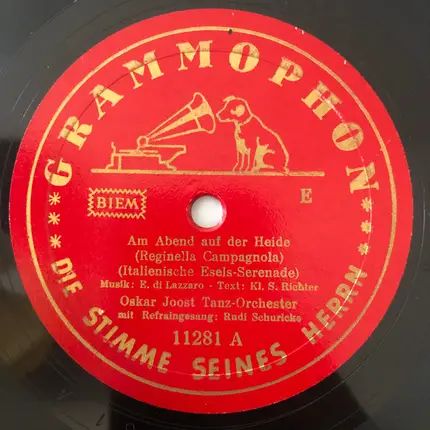 GRAMMOPHON
BIEM
E
Am Abend auf der Heide
(Reginella Campagnola)
(Italienische Esels-Serenade)
Musik: E. di Lazzaro - Text: Kl. S. Richter
Oskar Joost Tanz-Orchester
mit Refraingesang: Rudi Schuricke
11281 A
*** DIE STIMME SEINES HERRN ***